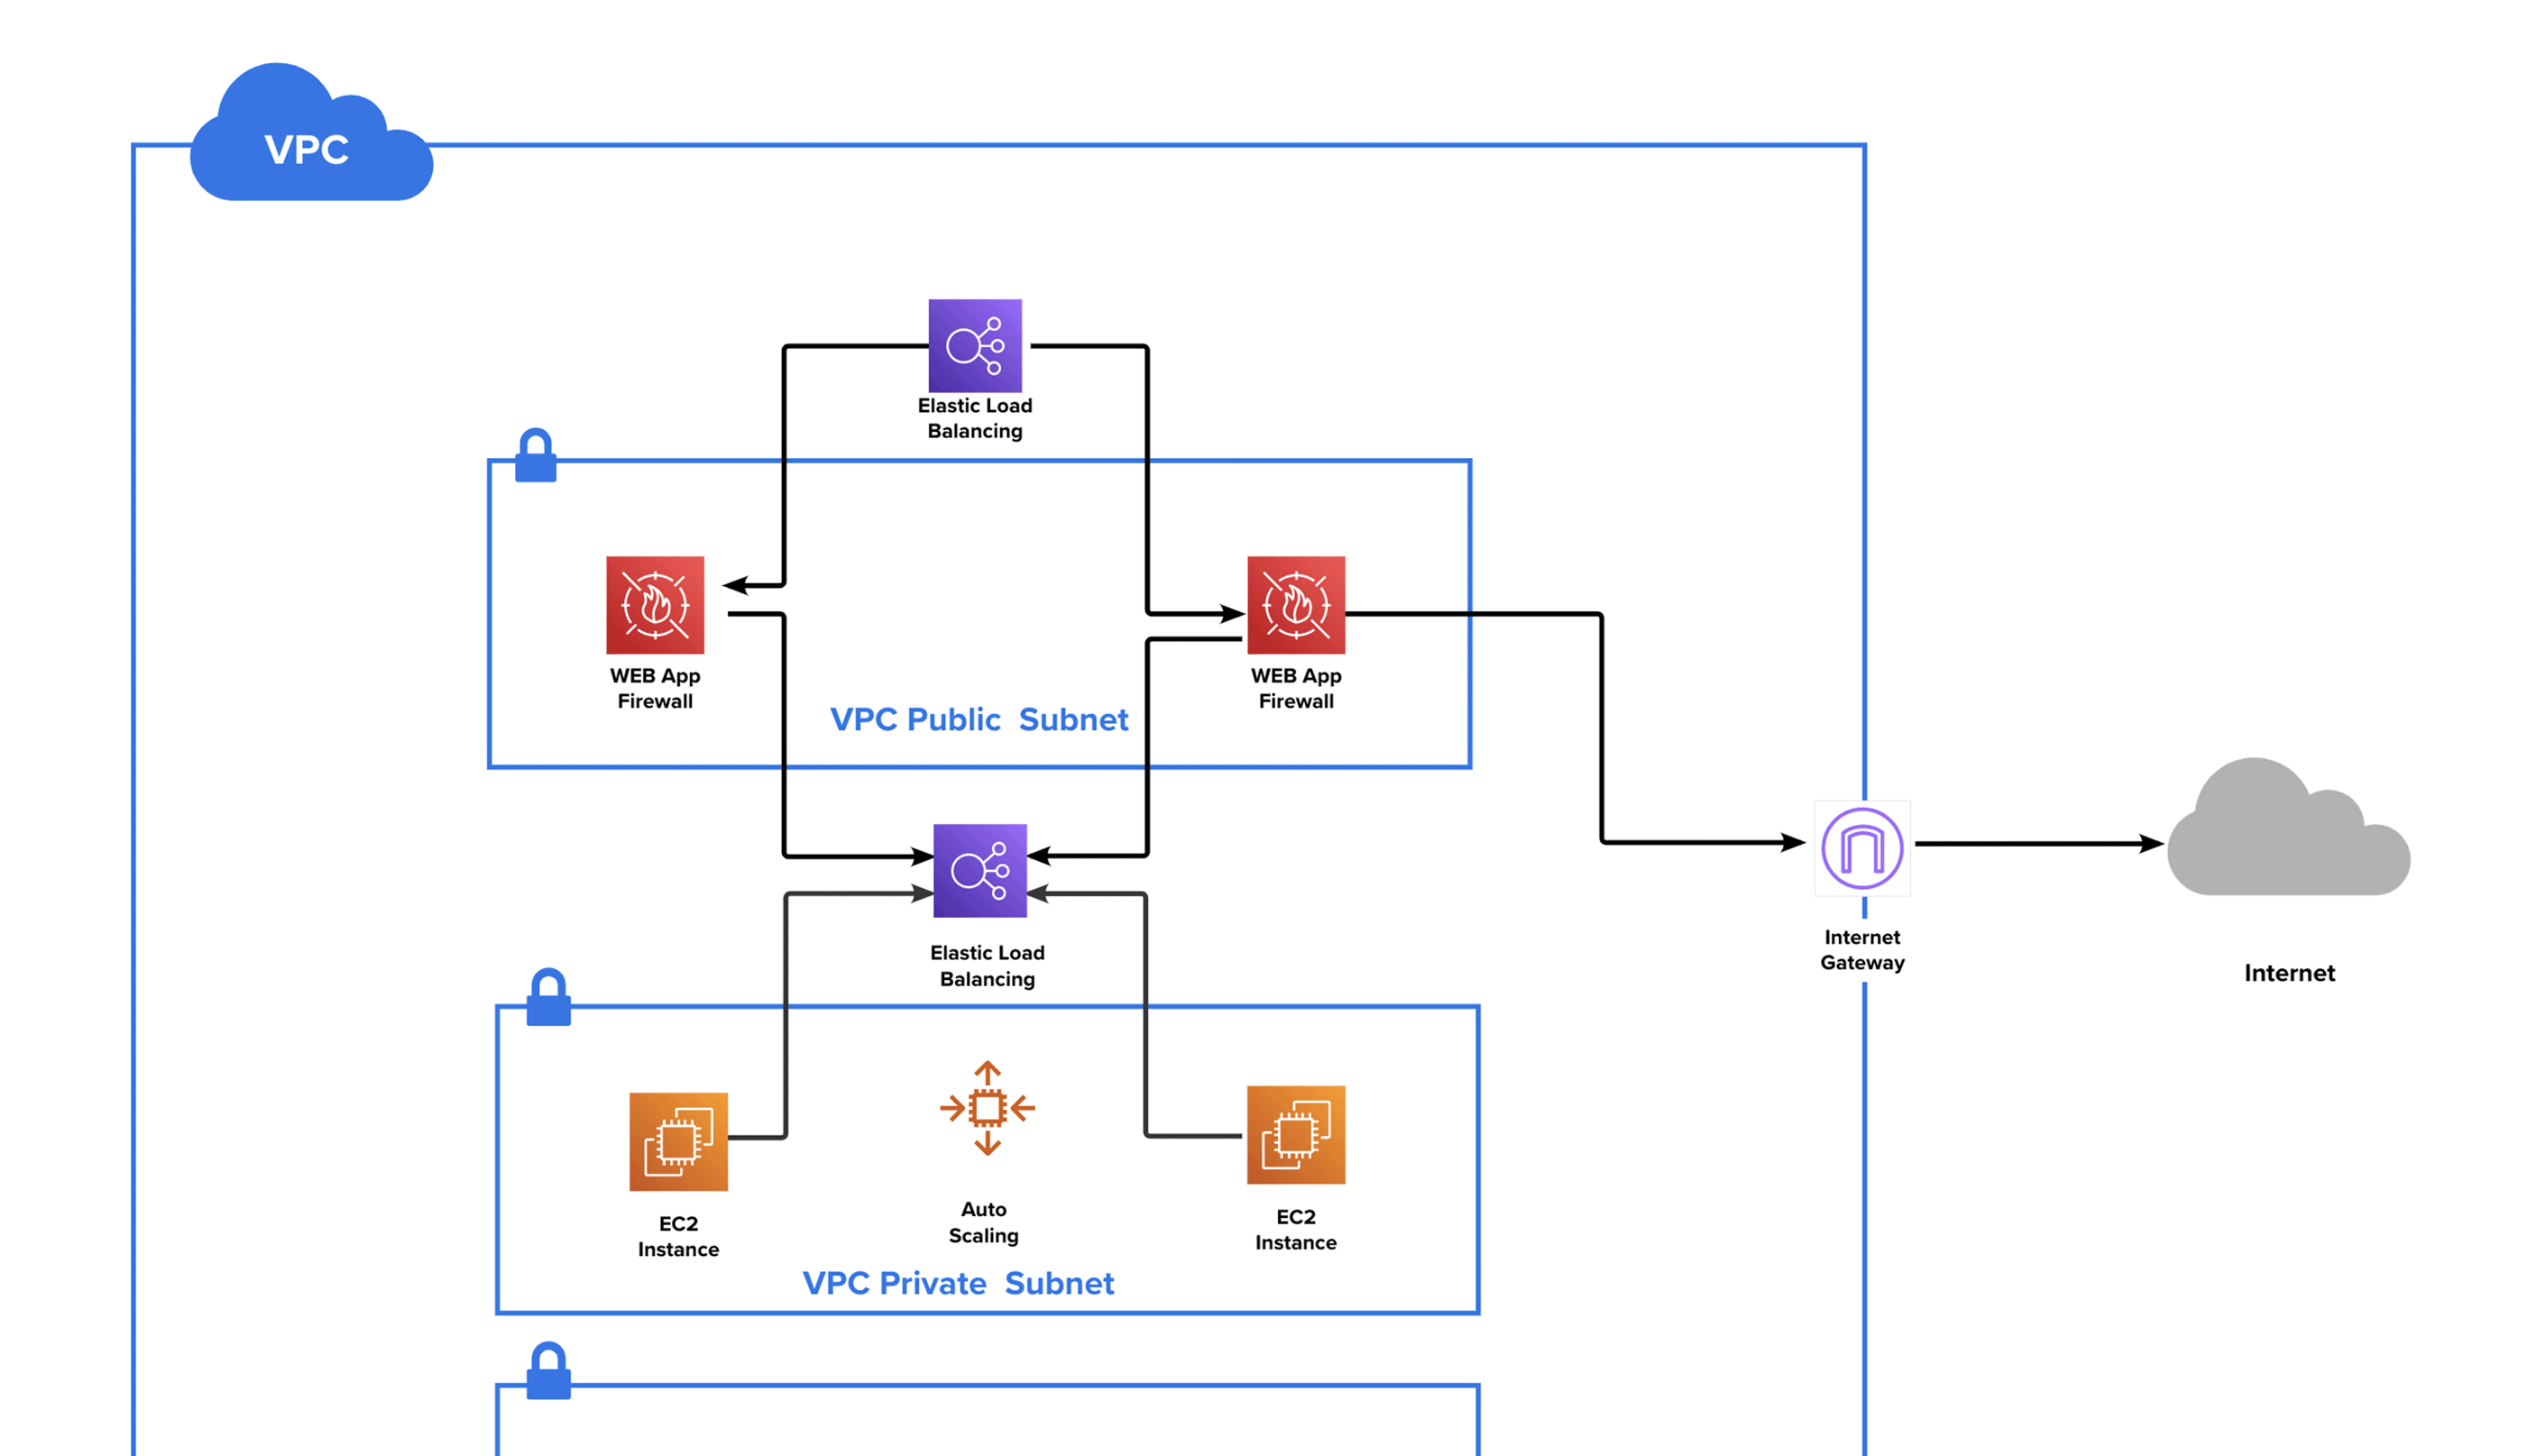 VPC
Elastic Load
Balancing
WEB App
Firewall
WEB App
Firewall
VPC Public  Subnet
Elastic Load
Balancing
Internet
Gateway
Internet
EC2
Instance
Auto
Scaling
EC2
Instance
VPC Private  Subnet